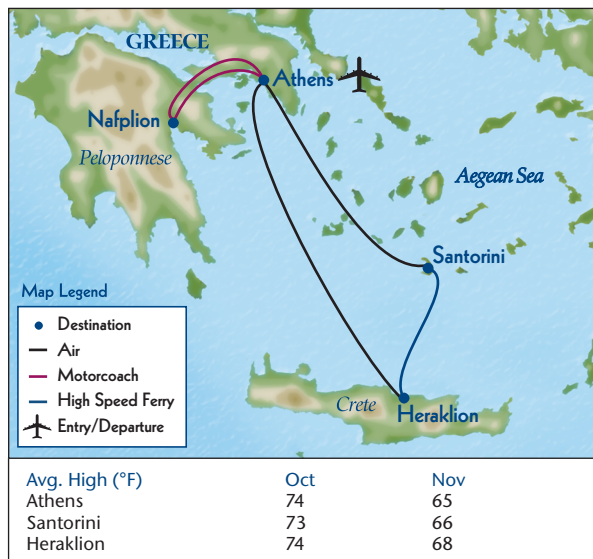 GREECE
Athens
Nafplion
Peloponnese
Aegean Sea
Santorini
Map Legend
Destination
Air
Motorcoach
High Speed Ferry
Entry/Departure
Crete
Heraklion
Avg. High (°F) Oct Nov
Athens 74 65
Santorini 73 66
Heraklion 74 68